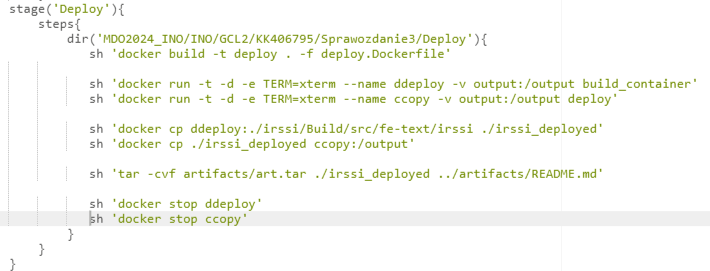 stage('Deploy'){
steps{
dir('MDO2024_INO/INO/GCL2/KK406795/Sprawozdanie3/Deploy'){
sh 'docker build -t deploy . -f deploy.Dockerfile'
sh 'docker run -t -d -e TERM=xterm --name ddeploy -v output:/output build_container'
sh 'docker run -t -d -e TERM=xterm --name ccopy -v output:/output deploy'
sh 'docker cp ddeploy:./irssi/Build/src/fe-text/irssi ./irssi_deployed'
sh 'docker cp ./irssi_deployed ccopy:/output'
sh 'tar -cvf artifacts/art.tar ./irssi_deployed ../artifacts/README.md'
sh 'docker stop ddeploy'
sh 'docker stop ccopy'
}
}
}